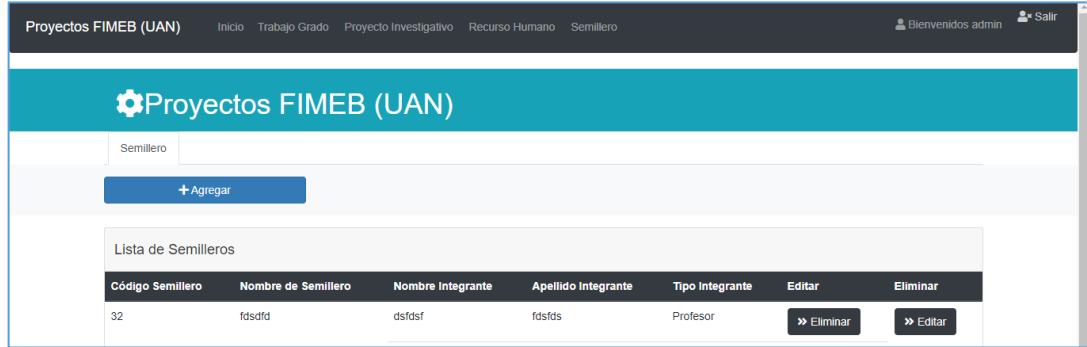 Proyectos FIMEB (UAN) Inicio Trabajo Grado Proyecto Investigativo Recurso Humano Semillero Bienvenidos admin Salir
Proyectos FIMEB (UAN)
Semillero
Agregar
Lista de Semilleros
Código Semillero Nombre de Semillero Nombre Integrante Apellido Integrante Tipo Integrante Editar Eliminar
32 fdsdfd dsfdsf fdsfds Profesor Eliminar Editar